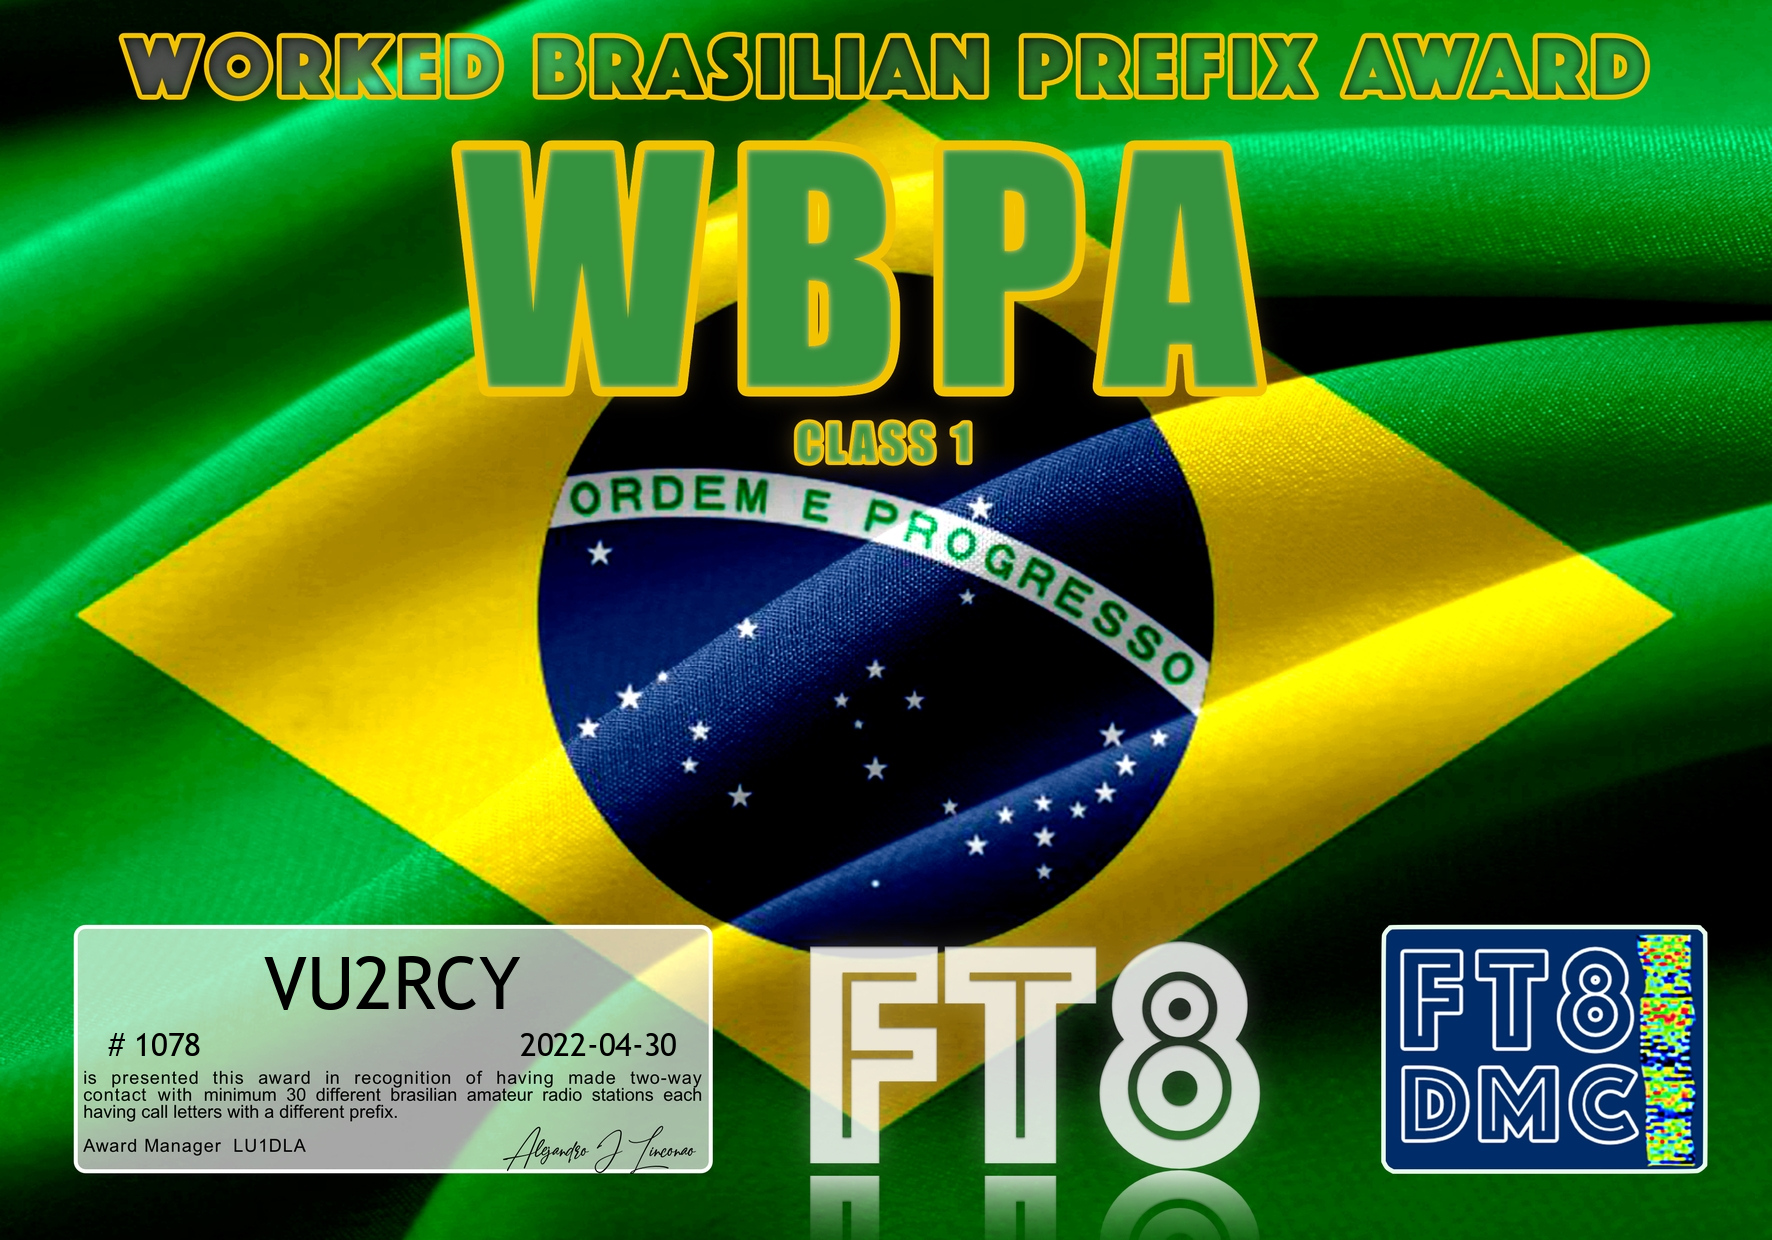 WORKED BRASILIAN PREFIX AWARD
WBPA
CLASS 1
ORDEM E PROGRESSO
VU2RCY
# 1078 2022-04-30
is presented this award in recognition of having made two-way
contact with minimum 30 different brasilian amateur radio stations each
having call letters with a different prefix.
Award Manager LU1DLA
Alejandro J Linconao
FT8
FT8
DMC